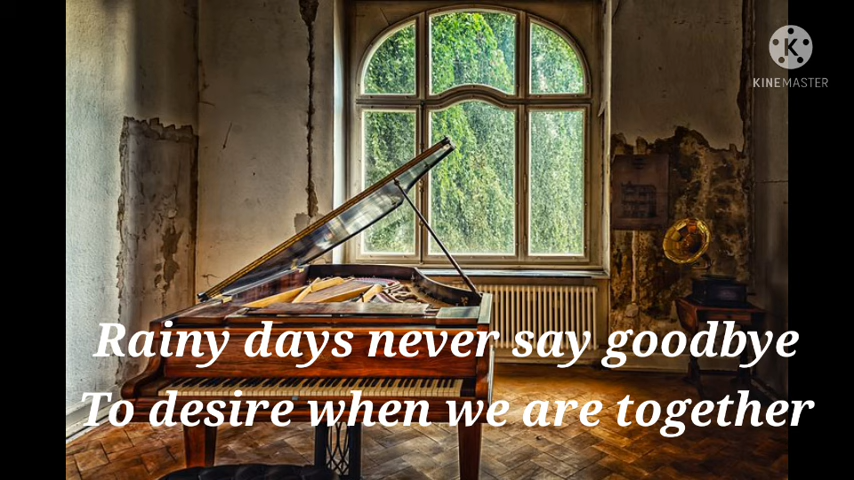 K
KINEMASTER
Rainy days never say goodbye
To desire when we are together